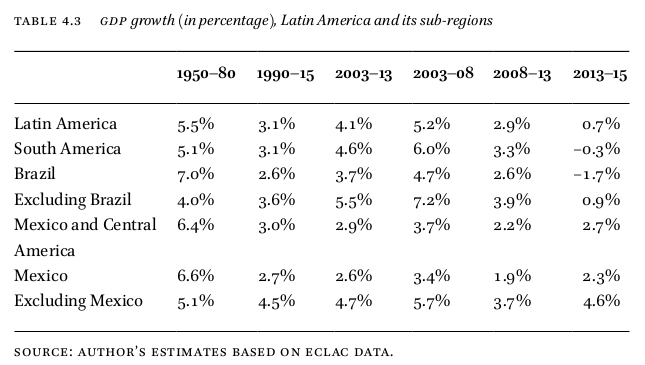 TABLE 4.3 GDP growth (in percentage), Latin America and its sub-regions
1950–80 1990–15 2003–13 2003–08 2008–13 2013–15
Latin America 5.5% 3.1% 4.1% 5.2% 2.9% 0.7%
South America 5.1% 3.1% 4.6% 6.0% 3.3% –0.3%
Brazil 7.0% 2.6% 3.7% 4.7% 2.6% –1.7%
Excluding Brazil 4.0% 3.6% 5.5% 7.2% 3.9% 0.9%
Mexico and Central 6.4% 3.0% 2.9% 3.7% 2.2% 2.7%
America
Mexico 6.6% 2.7% 2.6% 3.4% 1.9% 2.3%
Excluding Mexico 5.1% 4.5% 4.7% 5.7% 3.7% 4.6%
SOURCE: AUTHOR'S ESTIMATES BASED ON ECLAC DATA.